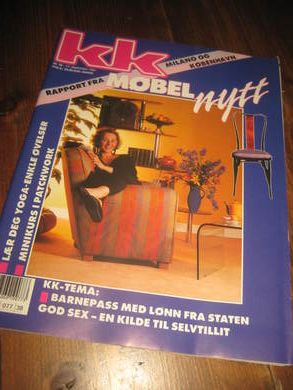 kk
MILANO OG
KØBENHAVN
RAPPORT FRA
MØBEL
nytt
LÆR DEG YOGA-ENKLE ØVELSER
MINIKURS I PATCHWORK
KK-TEMA:
BARNEPASS MED LØNN FRA STATEN
GOD SEX – EN KILDE TIL SELVTILLIT